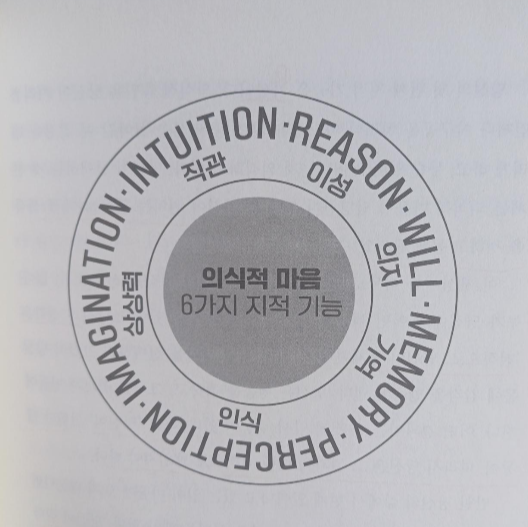 INTUITION·REASON·WILL·MEMORY·PERCEPTION·IMAGINATION·
직관
이성
의지
기억
인식
상상력
의식적 마음
6가지 지적 기능